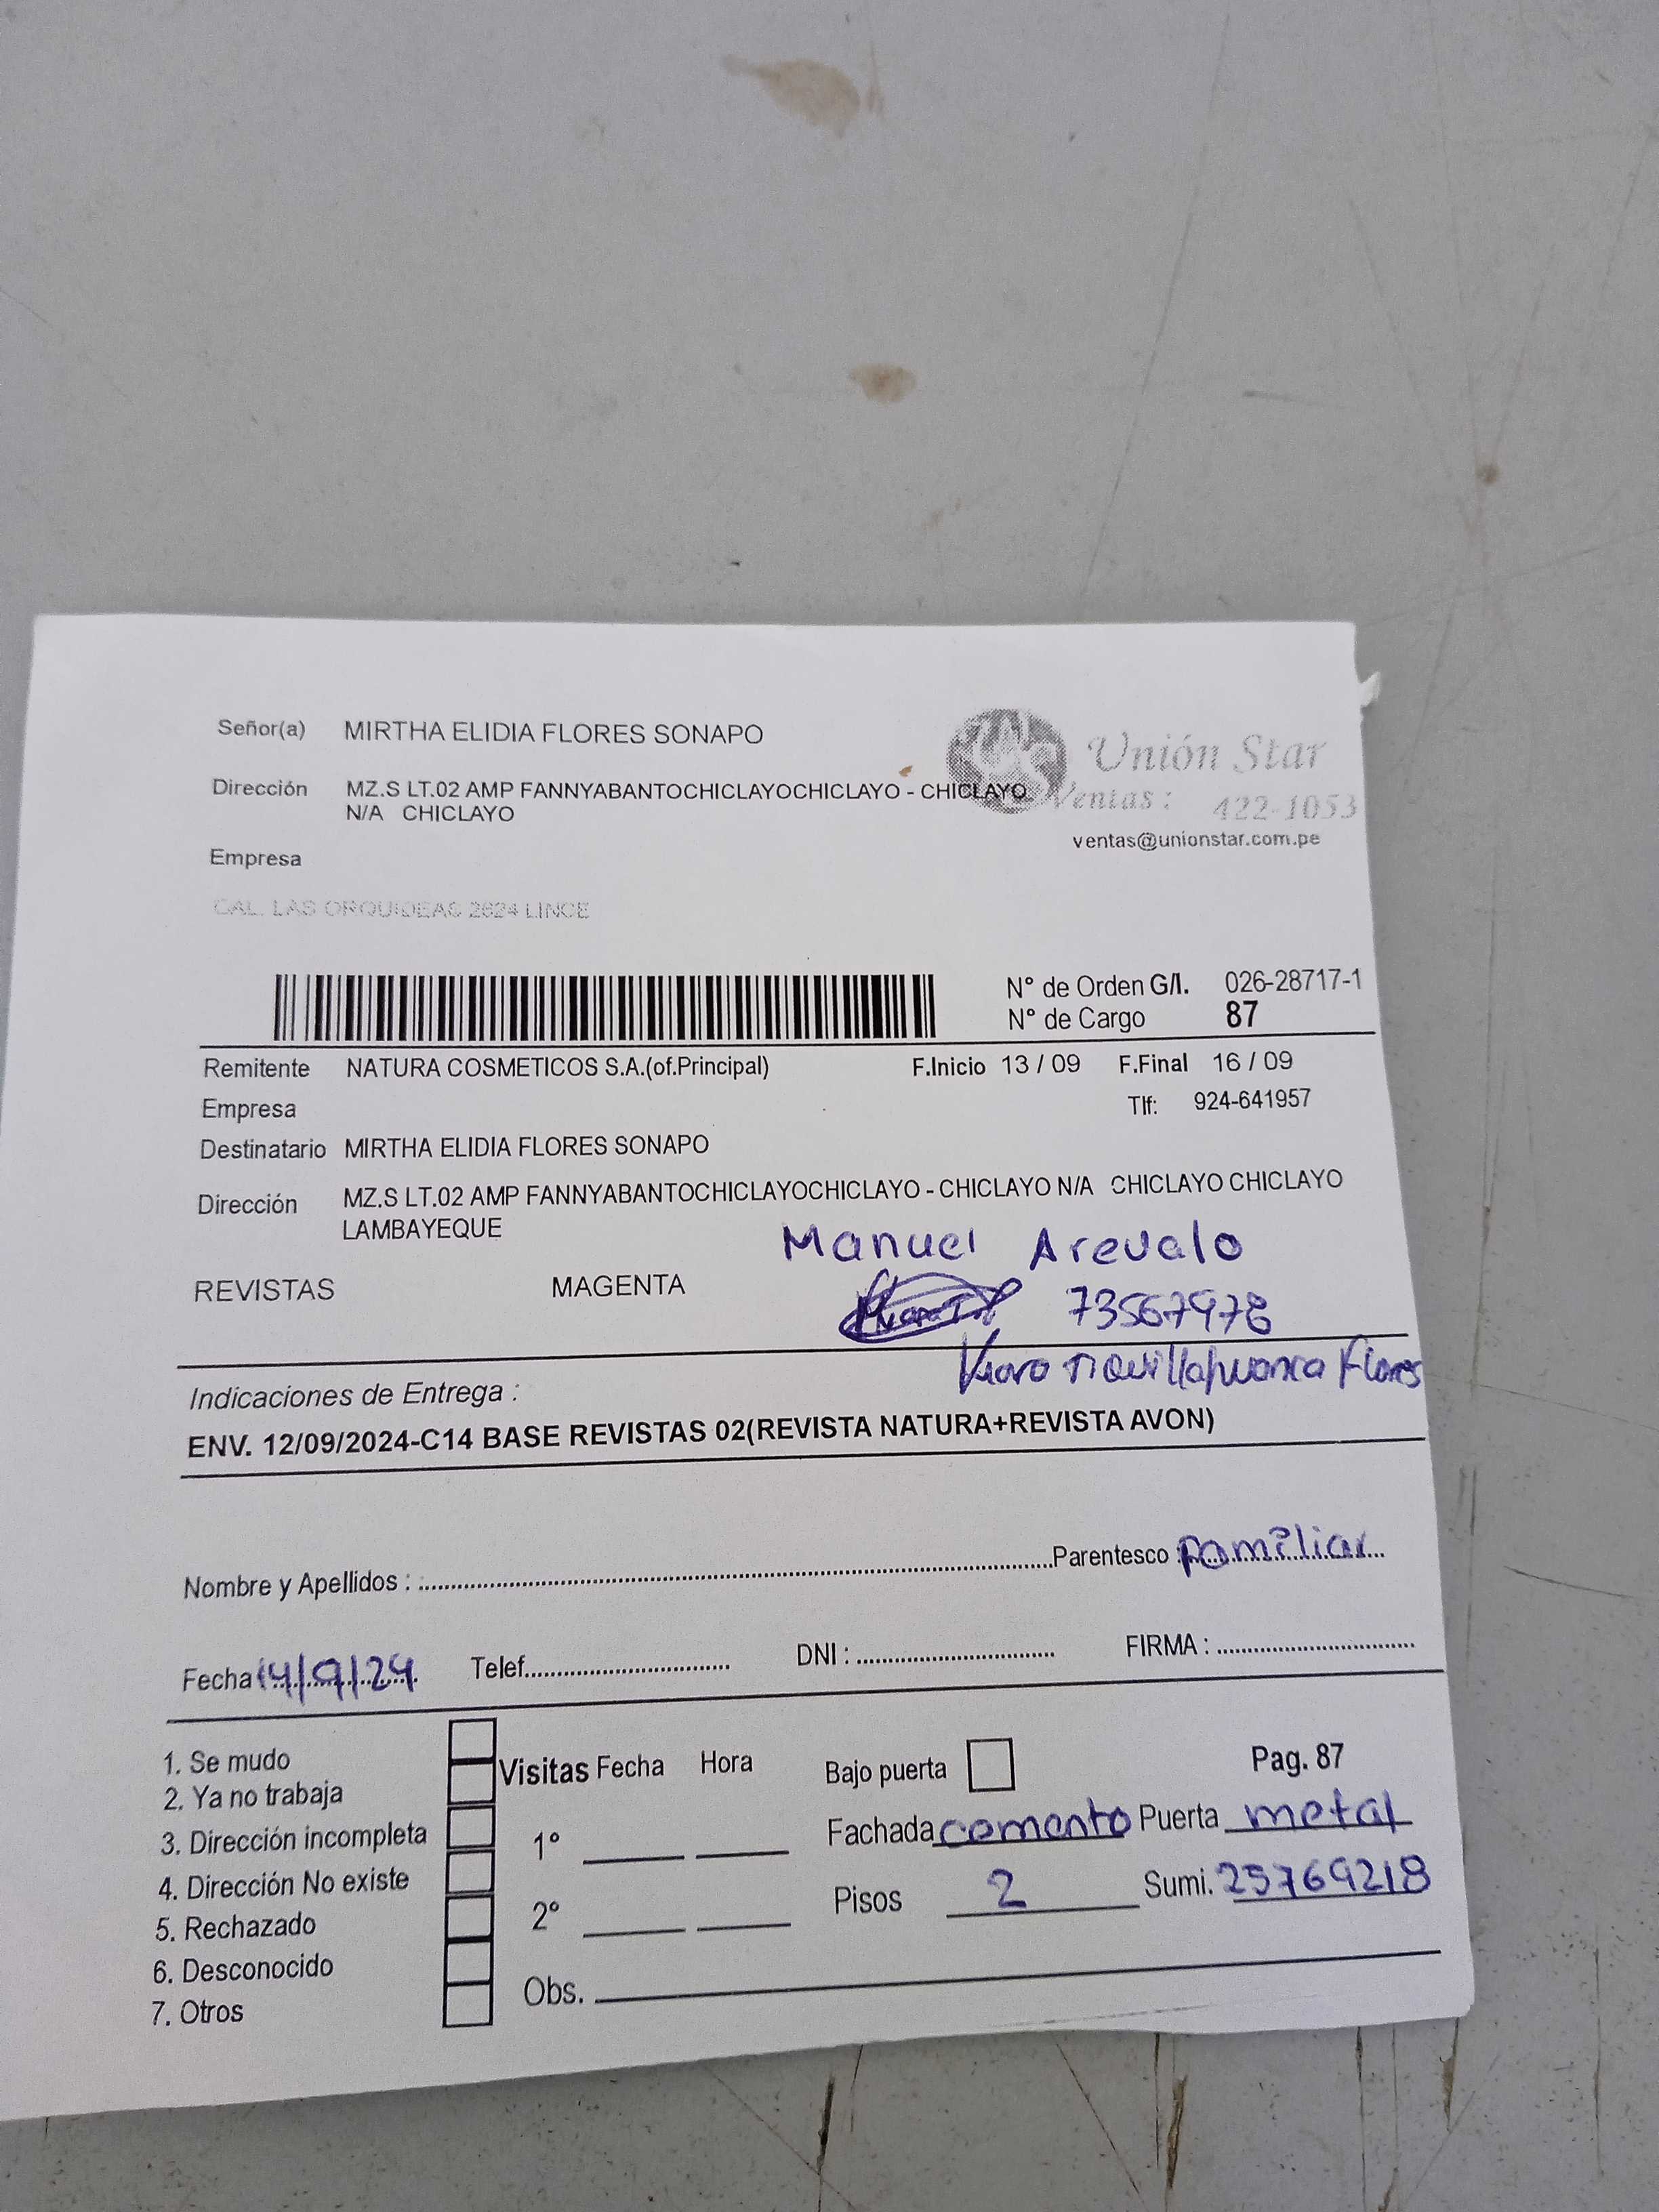 Señor(a) MIRTHA ELIDIA FLORES SONAPO
Unión Star
Dirección MZ.S LT.02 AMP FANNYABANTOCHICLAYOCHICLAYO - CHICLAYO
N/A CHICLAYO
Ventas: 422-1053
ventas@unionstar.com.pe
Empresa
CAL. LAS ORQUIDEAS 2624 LINCE
N° de Orden G/I. 026-28717-1
N° de Cargo 87
Remitente NATURA COSMETICOS S.A.(of.Principal) F.Inicio 13 / 09 F.Final 16 / 09
Empresa Tlf: 924-641957
Destinatario MIRTHA ELIDIA FLORES SONAPO
Dirección MZ.S LT.02 AMP FANNYABANTOCHICLAYOCHICLAYO - CHICLAYO N/A CHICLAYO CHICLAYO
LAMBAYEQUE
Manuel Arevalo
REVISTAS MAGENTA
73567978
Flores
Indicaciones de Entrega :
ENV. 12/09/2024-C14 BASE REVISTAS 02(REVISTA NATURA+REVISTA AVON)
Nombre y Apellidos : Parentesco : familiar
Fecha 14/9/24 Telef. DNI : FIRMA :
1. Se mudo
2. Ya no trabaja
3. Dirección incompleta
4. Dirección No existe
5. Rechazado
6. Desconocido
7. Otros
Visitas Fecha Hora
1°
2°
Obs.
Bajo puerta Pag. 87
Fachada cemento Puerta metal
Pisos 2 Sumi. 25769218